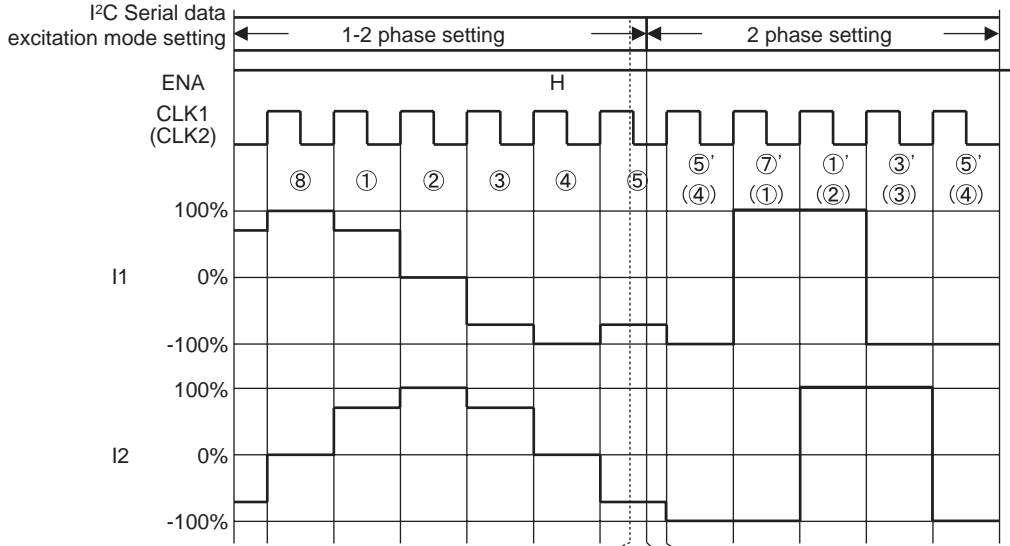 I²C Serial data
excitation mode setting
1-2 phase setting 2 phase setting
ENA H
CLK1
(CLK2)
⑧ ① ② ③ ④ ⑤ ⑤' ⑦' ①' ③' ⑤'
(④) (①) (②) (③) (④)
100%
I1 0%
-100%
100%
I2 0%
-100%